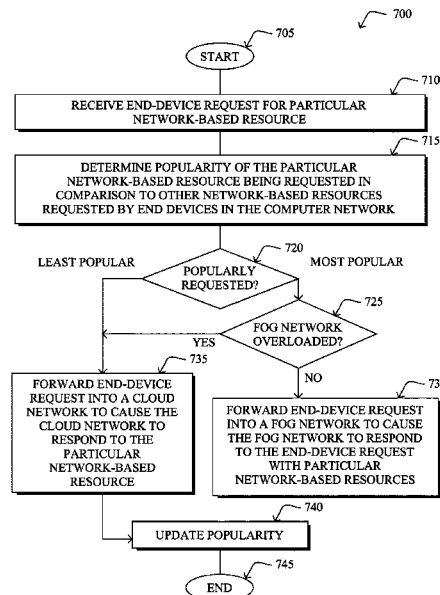 700
705
START
710
RECEIVE END-DEVICE REQUEST FOR PARTICULAR
NETWORK-BASED RESOURCE
715
DETERMINE POPULARITY OF THE PARTICULAR
NETWORK-BASED RESOURCE BEING REQUESTED IN
COMPARISON TO OTHER NETWORK-BASED RESOURCES
REQUESTED BY END DEVICES IN THE COMPUTER NETWORK
720
LEAST POPULAR
POPULARLY
REQUESTED?
MOST POPULAR
725
FOG NETWORK
OVERLOADED?
YES
735
NO
73
FORWARD END-DEVICE
REQUEST INTO A CLOUD
NETWORK TO CAUSE THE
CLOUD NETWORK TO
RESPOND TO THE
PARTICULAR
NETWORK-BASED
RESOURCE
FORWARD END-DEVICE REQUEST
INTO A FOG NETWORK TO CAUSE
THE FOG NETWORK TO RESPOND
TO THE END-DEVICE REQUEST
WITH PARTICULAR
NETWORK-BASED RESOURCES
740
UPDATE POPULARITY
745
END